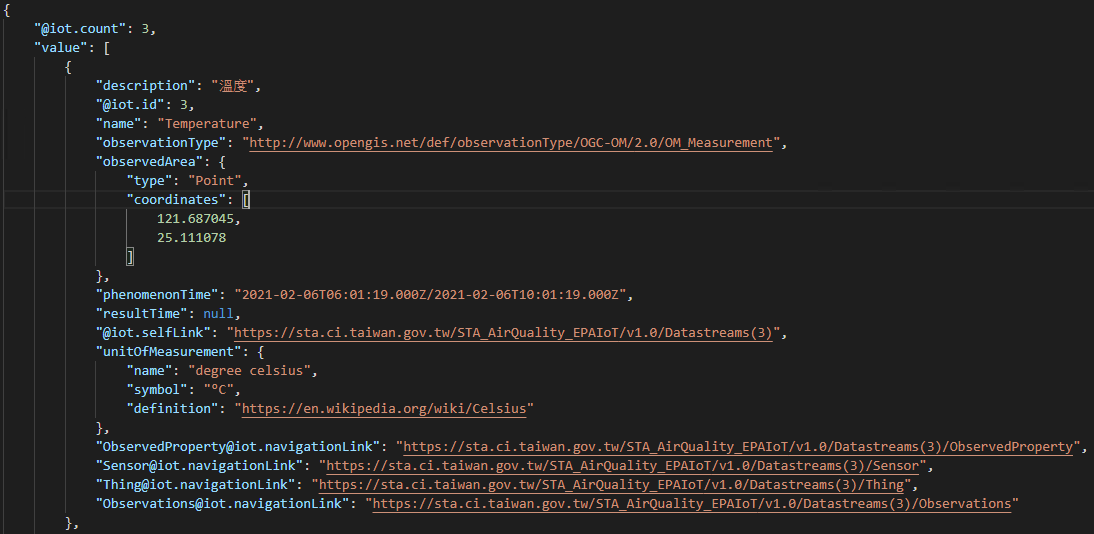 {
"@iot.count": 3,
"value": [
{
"description": "溫度",
"@iot.id": 3,
"name": "Temperature",
"observationType": "http://www.opengis.net/def/observationType/OGC-OM/2.0/OM_Measurement",
"observedArea": {
"type": "Point",
"coordinates": [
121.687045,
25.111078
]
},
"phenomenonTime": "2021-02-06T06:01:19.000Z/2021-02-06T10:01:19.000Z",
"resultTime": null,
"@iot.selfLink": "https://sta.ci.taiwan.gov.tw/STA_AirQuality_EPAIoT/v1.0/Datastreams(3)",
"unitOfMeasurement": {
"name": "degree celsius",
"symbol": "ºC",
"definition": "https://en.wikipedia.org/wiki/Celsius"
},
"ObservedProperty@iot.navigationLink": "https://sta.ci.taiwan.gov.tw/STA_AirQuality_EPAIoT/v1.0/Datastreams(3)/ObservedProperty",
"Sensor@iot.navigationLink": "https://sta.ci.taiwan.gov.tw/STA_AirQuality_EPAIoT/v1.0/Datastreams(3)/Sensor",
"Thing@iot.navigationLink": "https://sta.ci.taiwan.gov.tw/STA_AirQuality_EPAIoT/v1.0/Datastreams(3)/Thing",
"Observations@iot.navigationLink": "https://sta.ci.taiwan.gov.tw/STA_AirQuality_EPAIoT/v1.0/Datastreams(3)/Observations"
},